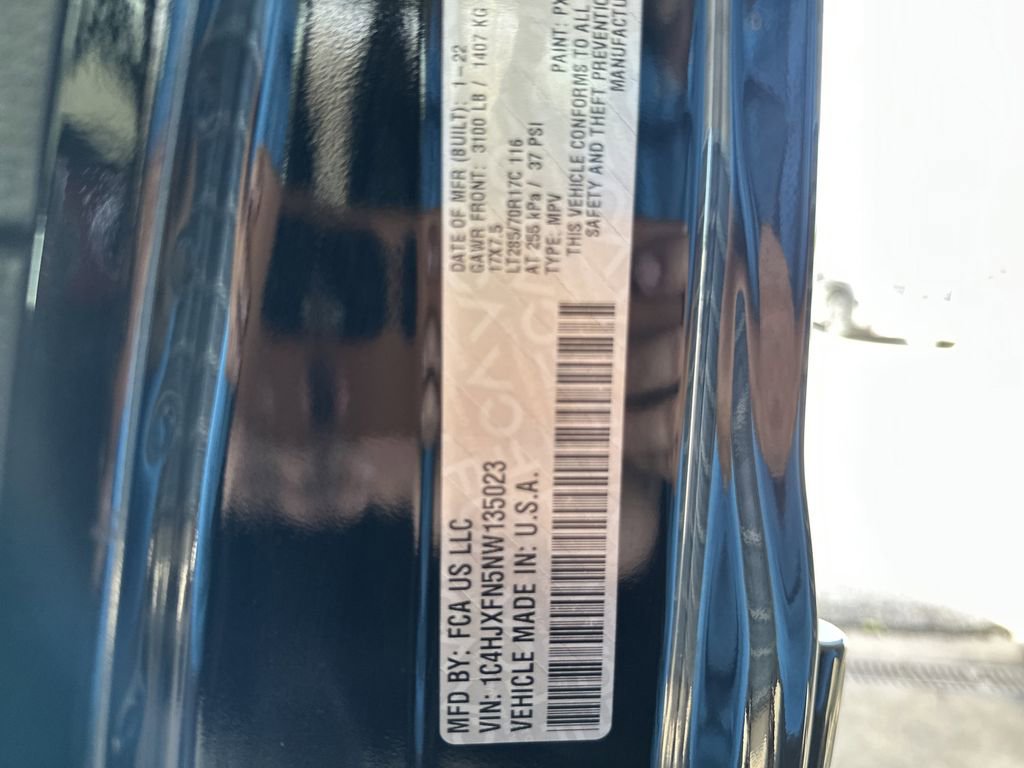 MFD BY: FCA US LLC
VIN: 1C4HJXFN5NW135023
VEHICLE MADE IN: U.S.A.
DATE OF MFR (BUILT): 1-22
GAWR FRONT: 3100 LB / 1407 KG
17X7.5
LT285/70R17C 116
AT 255 kPa / 37 PSI
TYPE: MPV PAINT: PX
THIS VEHICLE CONFORMS TO ALL
SAFETY AND THEFT PREVENTIO
MANUFACTU